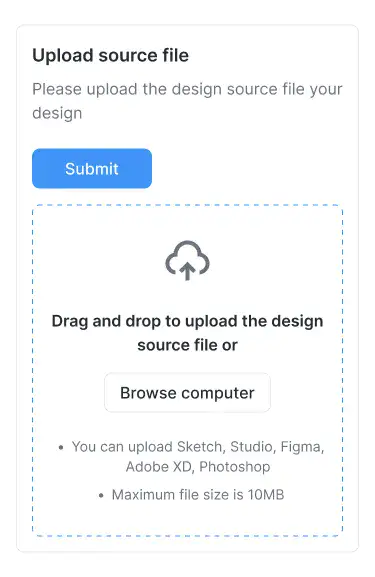 Upload source file
Please upload the design source file your
design
Submit
Drag and drop to upload the design
source file or
Browse computer
• You can upload Sketch, Studio, Figma,
Adobe XD, Photoshop
• Maximum file size is 10MB